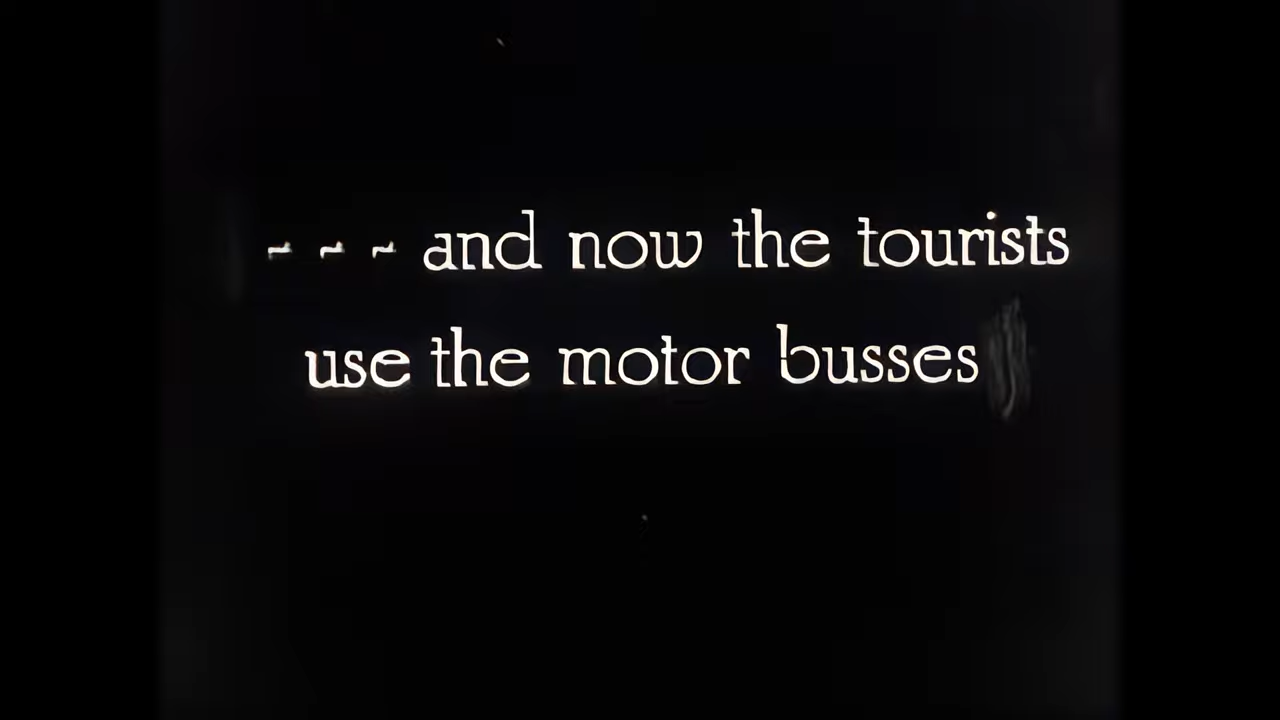 - - - and now the tourists
use the motor busses